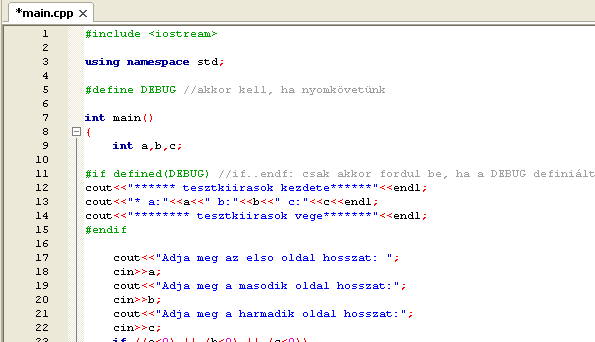 *main.cpp
1 #include <iostream>
2
3 using namespace std;
4
5 #define DEBUG //akkor kell, ha nyomkövetünk
6
7 int main()
8 {
9 int a,b,c;
10
11 #if defined(DEBUG) //if..endf: csak akkor fordul be, ha a DEBUG definiált
12 cout<<"****** tesztkiirasok kezdete******"<<endl;
13 cout<<"* a:"<<a<<" b:"<<b<<" c:"<<c<<endl;
14 cout<<"******** tesztkiirasok vege*******"<<endl;
15 #endif
16
17 cout<<"Adja meg az elso oldal hosszat: ";
18 cin>>a;
19 cout<<"Adja meg a masodik oldal hosszat:";
20 cin>>b;
21 cout<<"Adja meg a harmadik oldal hosszat:";
22 cin>>c;
23 if ((a<0) || (b<0) || (c<0))